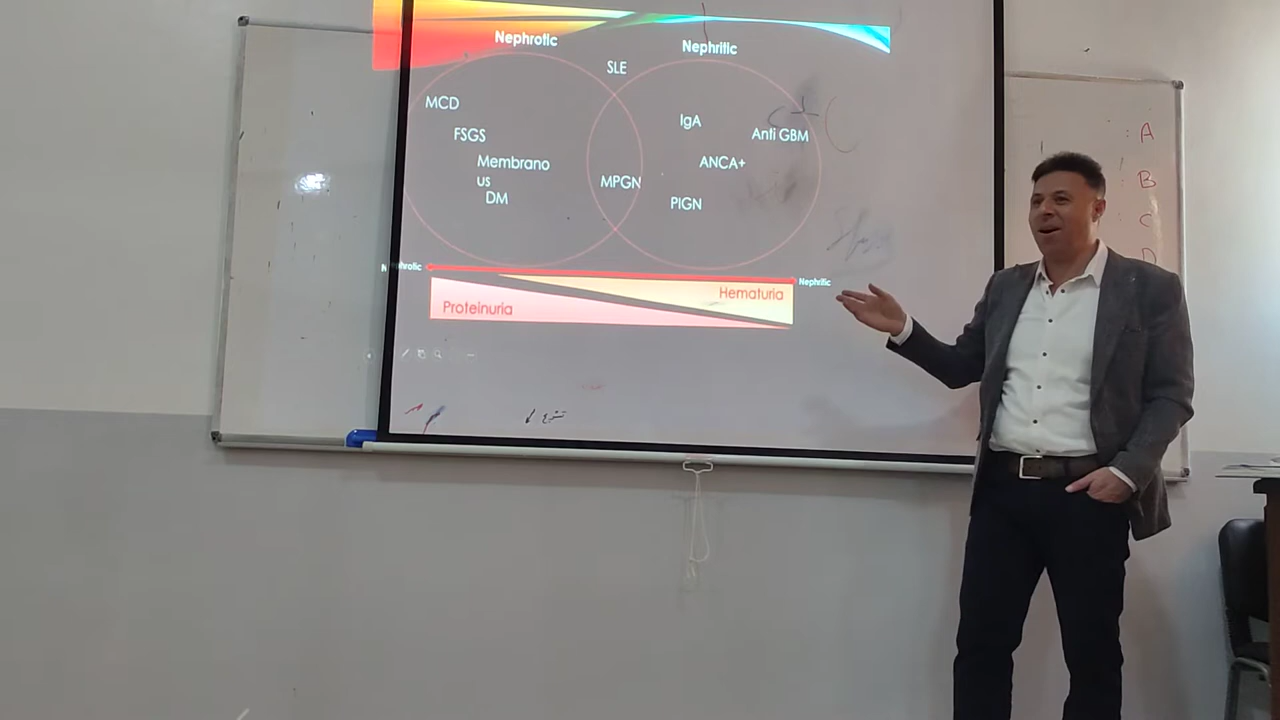 Nephrotic
Nephritic
SLE
MCD
FSGS
Membrano
us
DM
MPGN
IgA
Anti GBM
ANCA+
PIGN
Nephrotic
Nephritic
Proteinuria
Hematuria
: A
: B
C
D